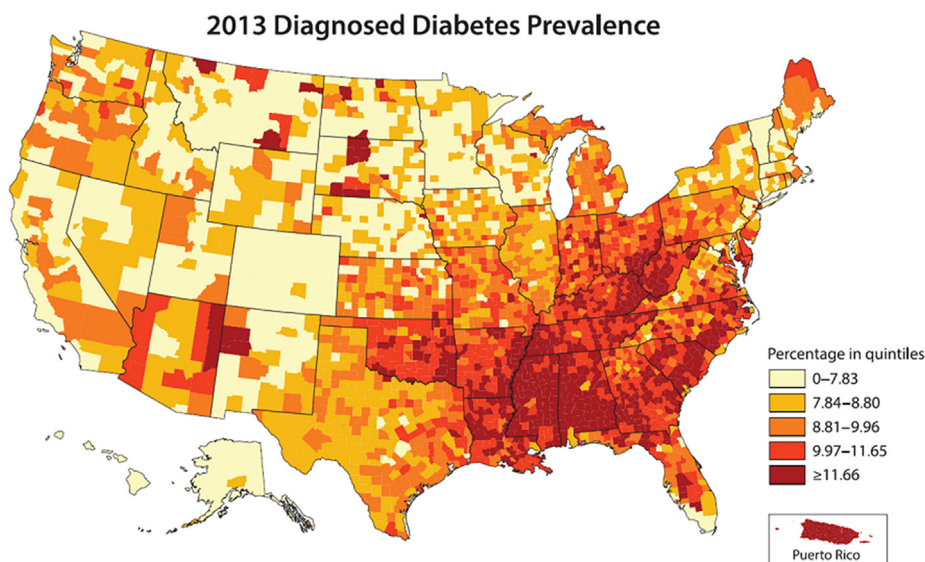 2013 Diagnosed Diabetes Prevalence
Percentage in quintiles
0–7.83
7.84–8.80
8.81–9.96
9.97–11.65
≥11.66
Puerto Rico